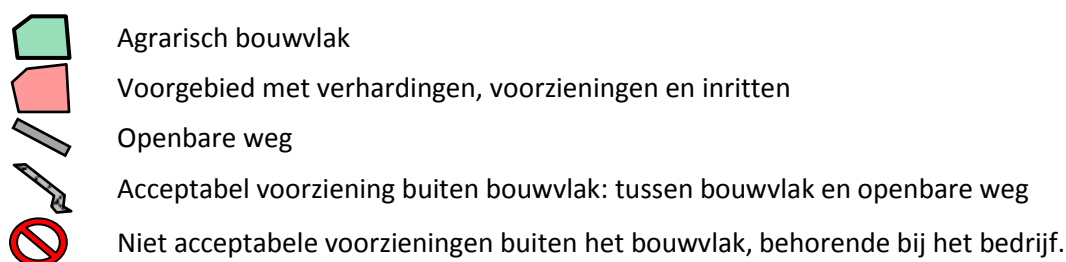 Agrarisch bouwvlak
Voorgebied met verhardingen, voorzieningen en inritten
Openbare weg
Acceptabel voorziening buiten bouwvlak: tussen bouwvlak en openbare weg
Niet acceptabele voorzieningen buiten het bouwvlak, behorende bij het bedrijf.